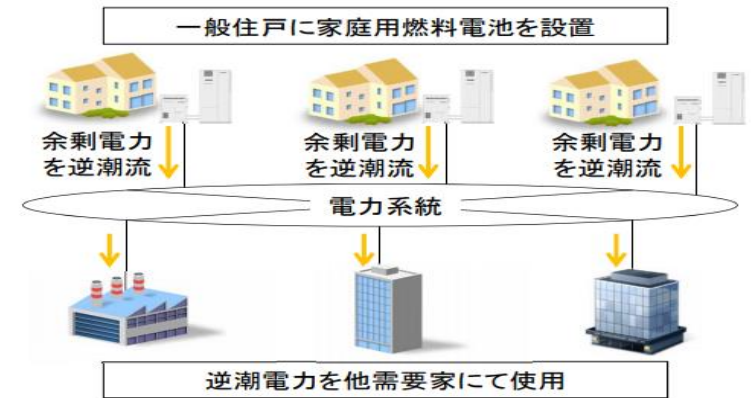 一般住戸に家庭用燃料電池を設置
余剰電力
を逆潮流
余剰電力
を逆潮流
余剰電力
を逆潮流
電力系統
逆潮電力を他需要家にて使用